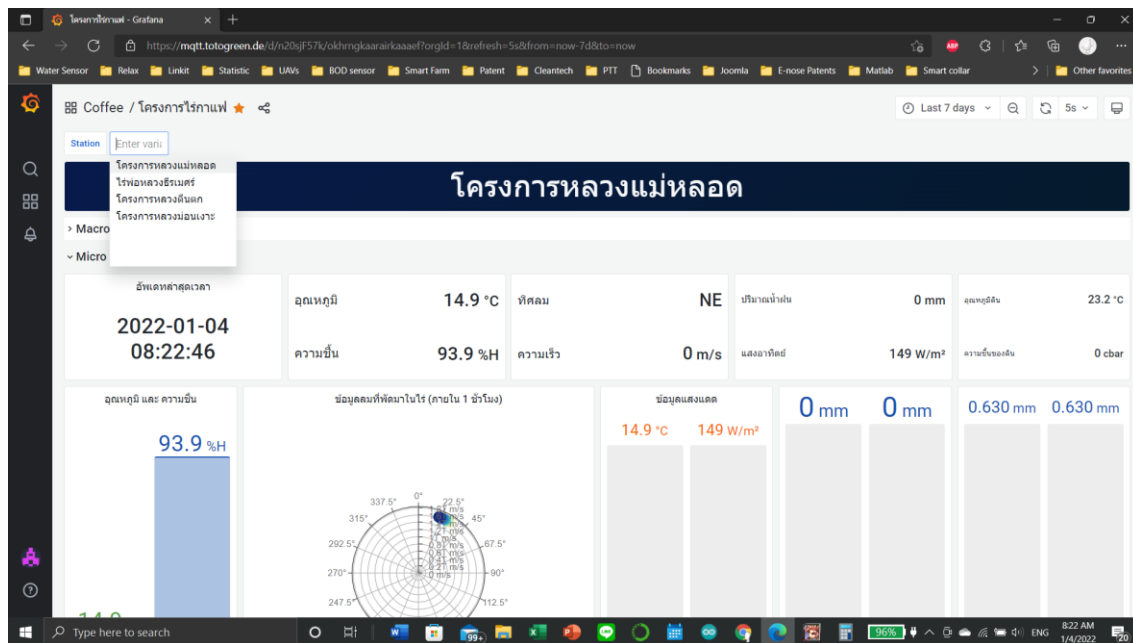 โครงการไร่กาแฟ - Grafana
https://mqtt.totogreen.de/d/n20sjF57k/okhrngkaarairkaaaef?orgId=1&refresh=5s&from=now-7d&to=now
Water Sensor Relax Linkit Statistic UAVs BOD sensor Smart Farm Patent Cleantech PTT Bookmarks Joomla E-nose Patents Matlab Smart collar Other favorites
Coffee / โครงการไร่กาแฟ
Last 7 days 5s
Station Enter vari
โครงการหลวงแม่หลอด
ไร่พ่อหลวงธีรเมศร์
โครงการหลวงตีนตก
โครงการหลวงม่อนเงาะ
โครงการหลวงแม่หลอด
Macro
Micro
อัพเดทล่าสุดเวลา
2022-01-04
08:22:46
อุณหภูมิ 14.9 °C
ความชื้น 93.9 %H
ทิศลม NE
ความเร็ว 0 m/s
ปริมาณน้ำฝน 0 mm
แสงอาทิตย์ 149 W/m²
อุณหภูมิดิน 23.2 °C
ความชื้นของดิน 0 cbar
อุณหภูมิ และ ความชื้น
93.9 %H
14.9
ข้อมูลลมที่พัดมาในไร่ (ภายใน 1 ชั่วโมง)
0°
337.5° 22.5°
315° 45°
292.5° 67.5°
270° 90°
247.5° 112.5°
0.21 m/s
0 m/s
ข้อมูลแสงแดด
14.9 °C 149 W/m²
0 mm 0 mm
0.630 mm 0.630 mm
Type here to search
99+
96%
ENG
8:22 AM
1/4/2022
20